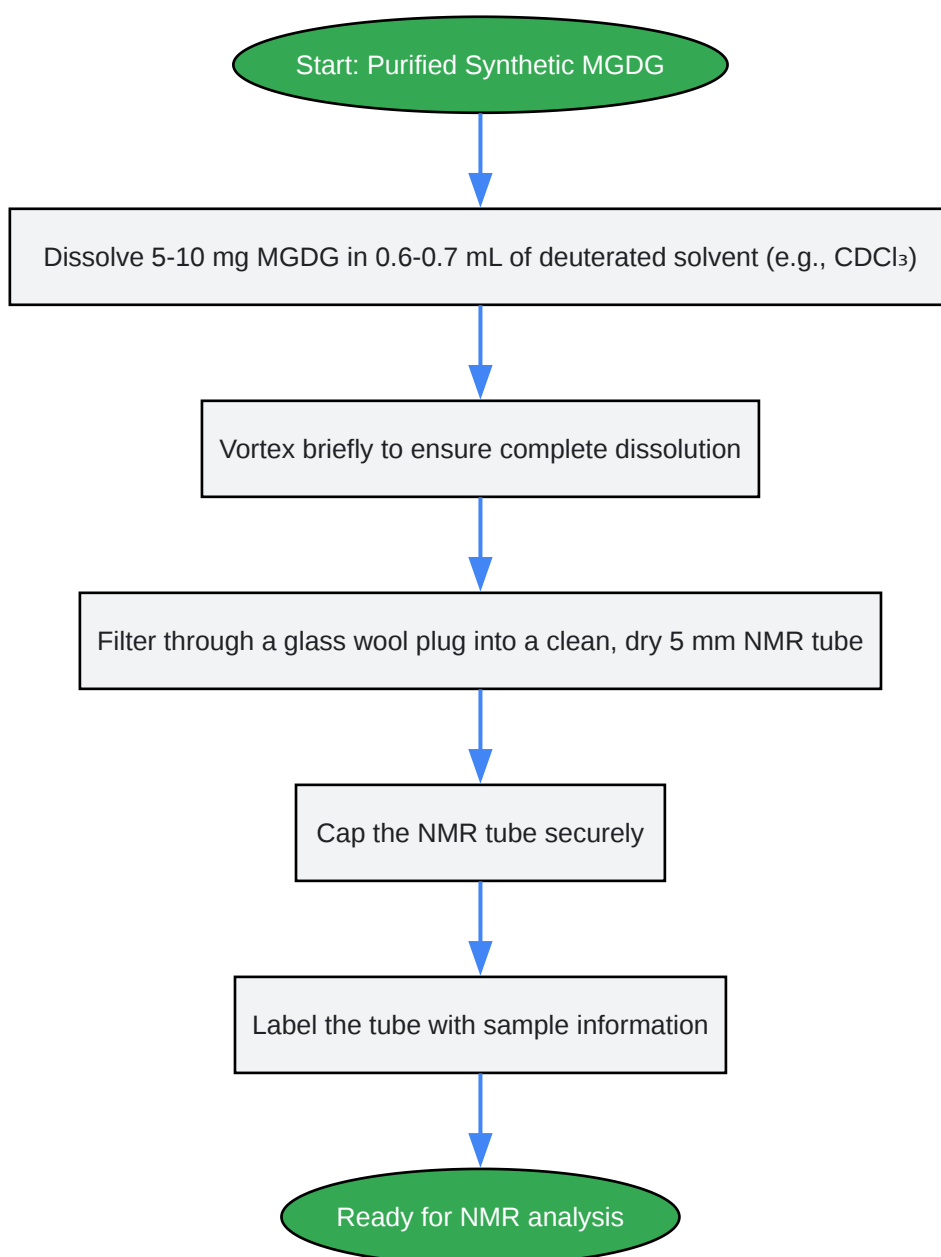 Start: Purified Synthetic MGDG
Dissolve 5-10 mg MGDG in 0.6-0.7 mL of deuterated solvent (e.g., CDCl₃)
Vortex briefly to ensure complete dissolution
Filter through a glass wool plug into a clean, dry 5 mm NMR tube
Cap the NMR tube securely
Label the tube with sample information
Ready for NMR analysis